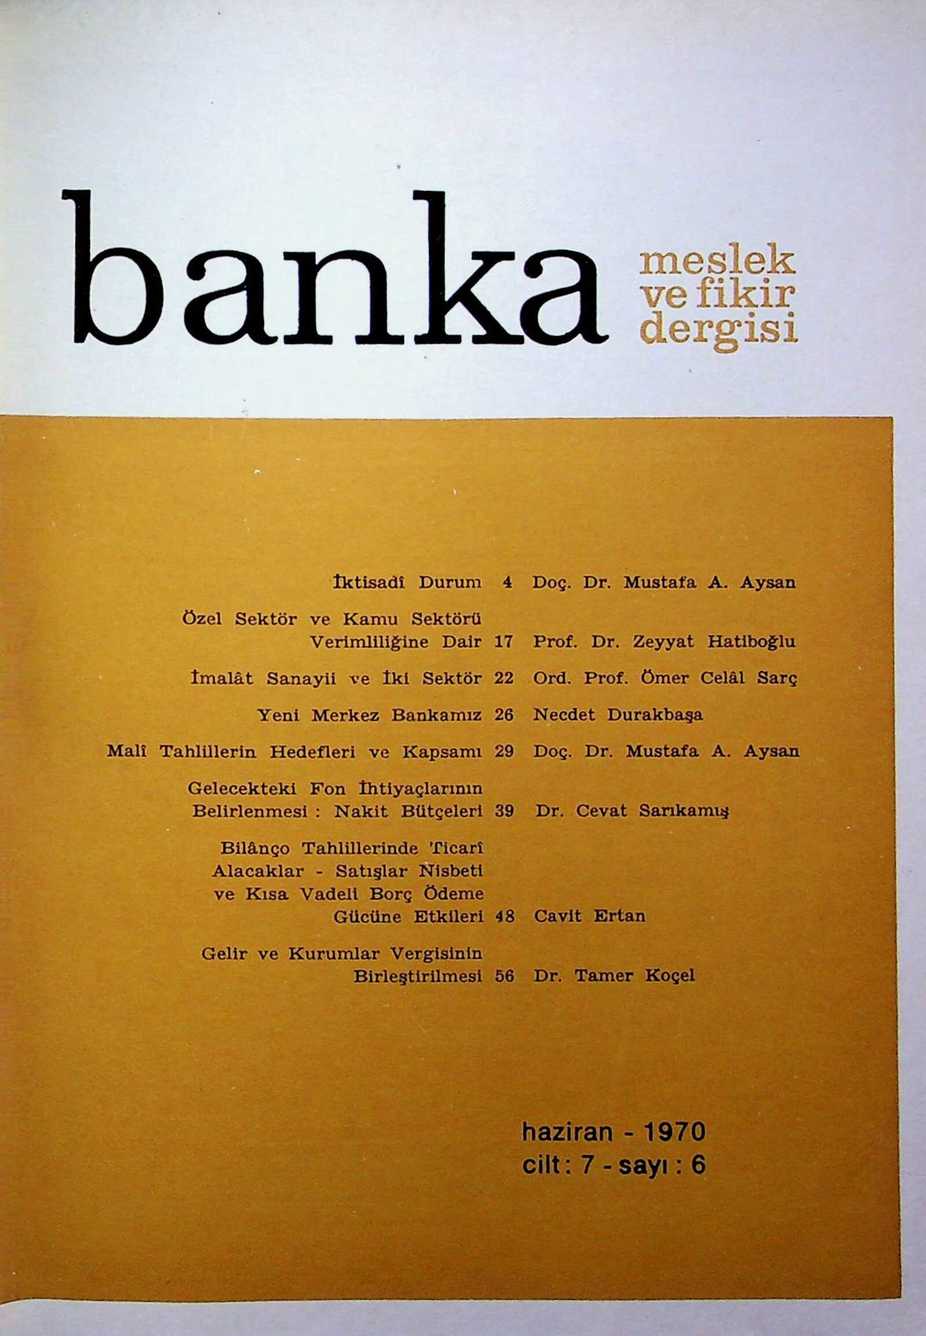 banka
meslek
ve fikir
dergisi
İktisadî Durum 4 Doç. Dr. Mustafa A. Aysan
Özel Sektör ve Kamu Sektörü
Verimliliğine Dair 17 Prof. Dr. Zeyyat Hatiboğlu
İmalât Sanayii ve İki Sektör 22 Ord. Prof. Ömer Celâl Sarç
Yeni Merkez Bankamız 26 Necdet Durakbaşa
Malî Tahlillerin Hedefleri ve Kapsamı 29 Doç. Dr. Mustafa A. Aysan
Gelecekteki Fon İhtiyaçlarının
Belirlenmesi : Nakit Bütçeleri 39 Dr. Cevat Sarıkamış
Bilânço Tahlillerinde Ticarî
Alacaklar - Satışlar Nisbeti
ve Kısa Vadeli Borç Ödeme
Gücüne Etkileri 48 Cavit Ertan
Gelir ve Kurumlar Vergisinin
Birleştirilmesi 56 Dr. Tamer Koçel
haziran - 1970
cilt : 7 - sayı : 6